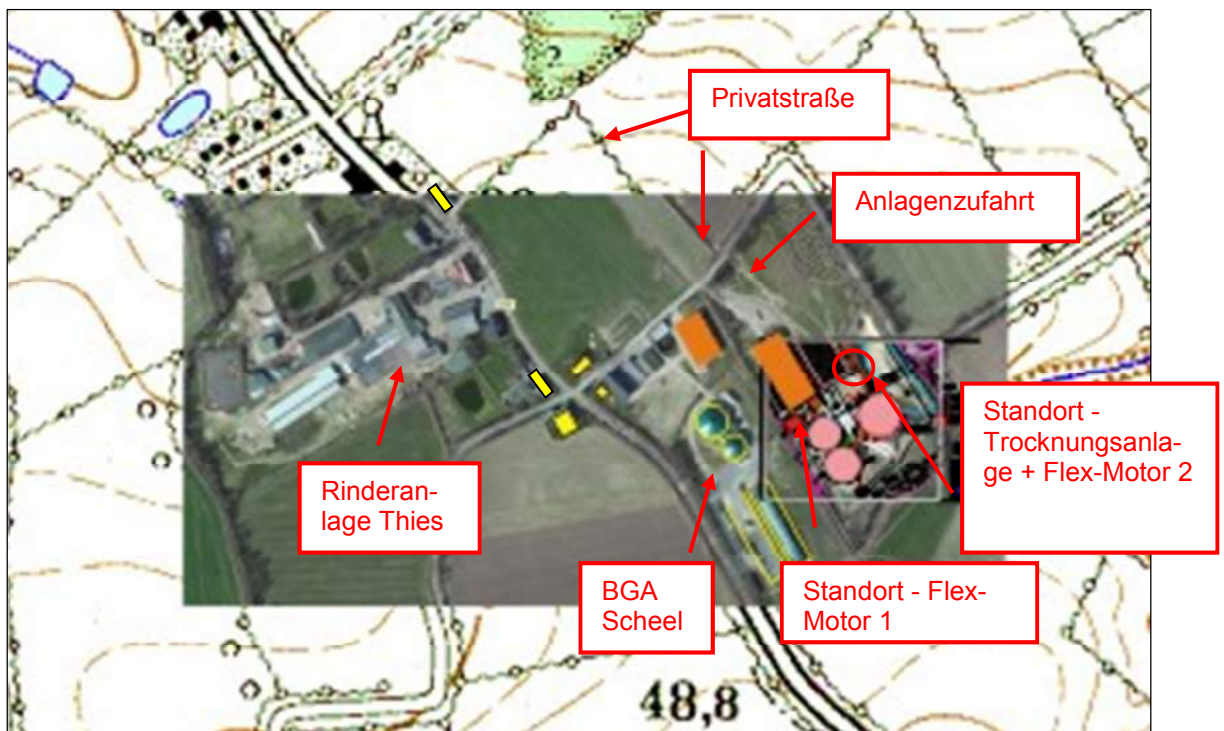 Privatstraße
Anlagenzufahrt
Standort -
Trocknungsanla-
ge + Flex-Motor 2
Rinderan-
lage Thies
BGA
Scheel
Standort - Flex-
Motor 1
48,8